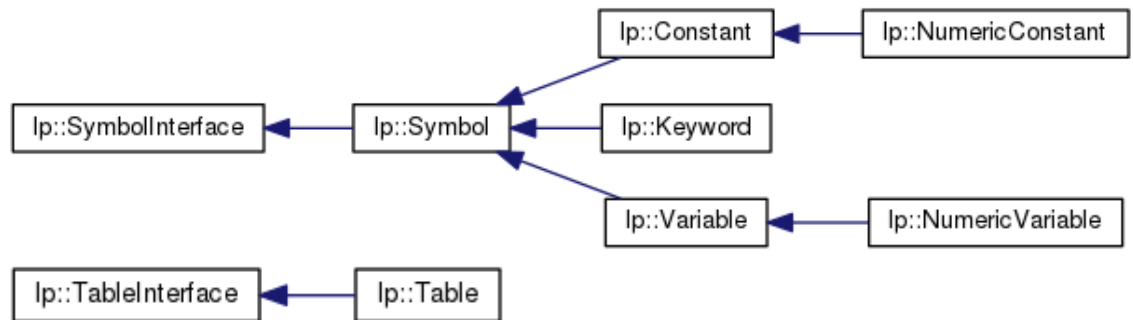 lp::Constant
lp::NumericConstant
lp::SymbolInterface
lp::Symbol
lp::Keyword
lp::Variable
lp::NumericVariable
lp::TableInterface
lp::Table